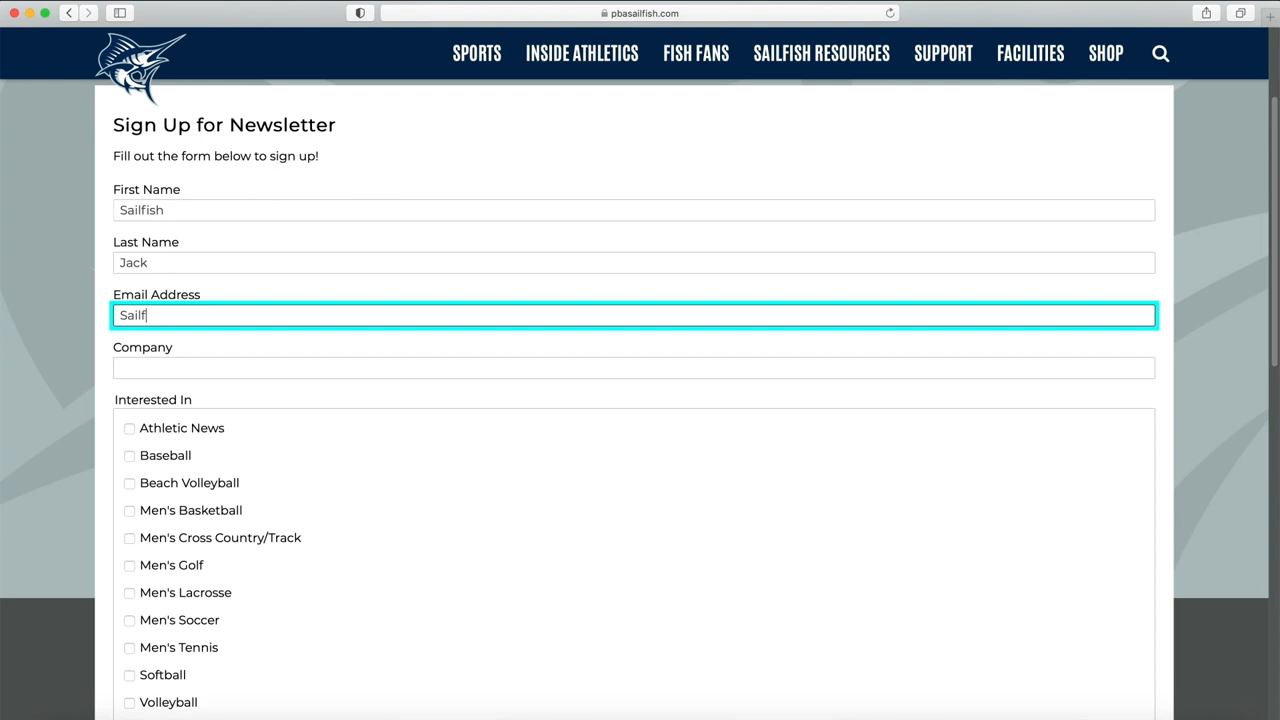 pbasailfish.com
SPORTS INSIDE ATHLETICS FISH FANS SAILFISH RESOURCES SUPPORT FACILITIES SHOP
Sign Up for Newsletter
Fill out the form below to sign up!
First Name
Sailfish
Last Name
Jack
Email Address
Sailf
Company
Interested In
Athletic News
Baseball
Beach Volleyball
Men's Basketball
Men's Cross Country/Track
Men's Golf
Men's Lacrosse
Men's Soccer
Men's Tennis
Softball
Volleyball